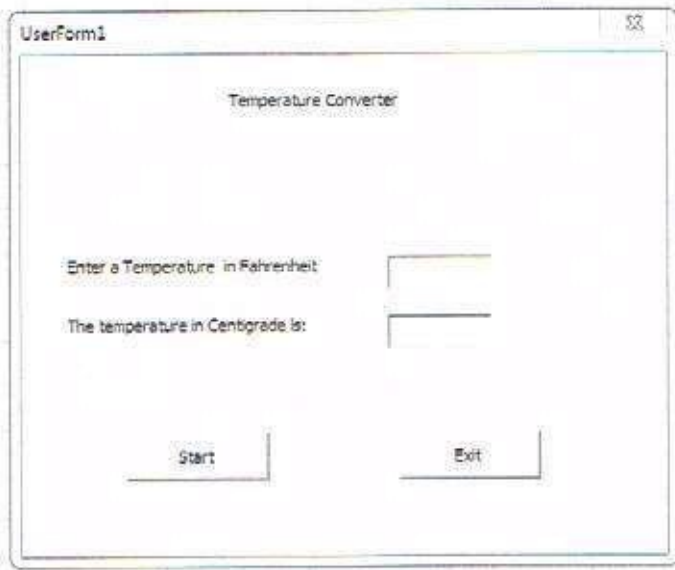 UserForm1
Temperature Converter
Enter a Temperature in Fahrenheit
The temperature in Centigrade is:
Start
Exit